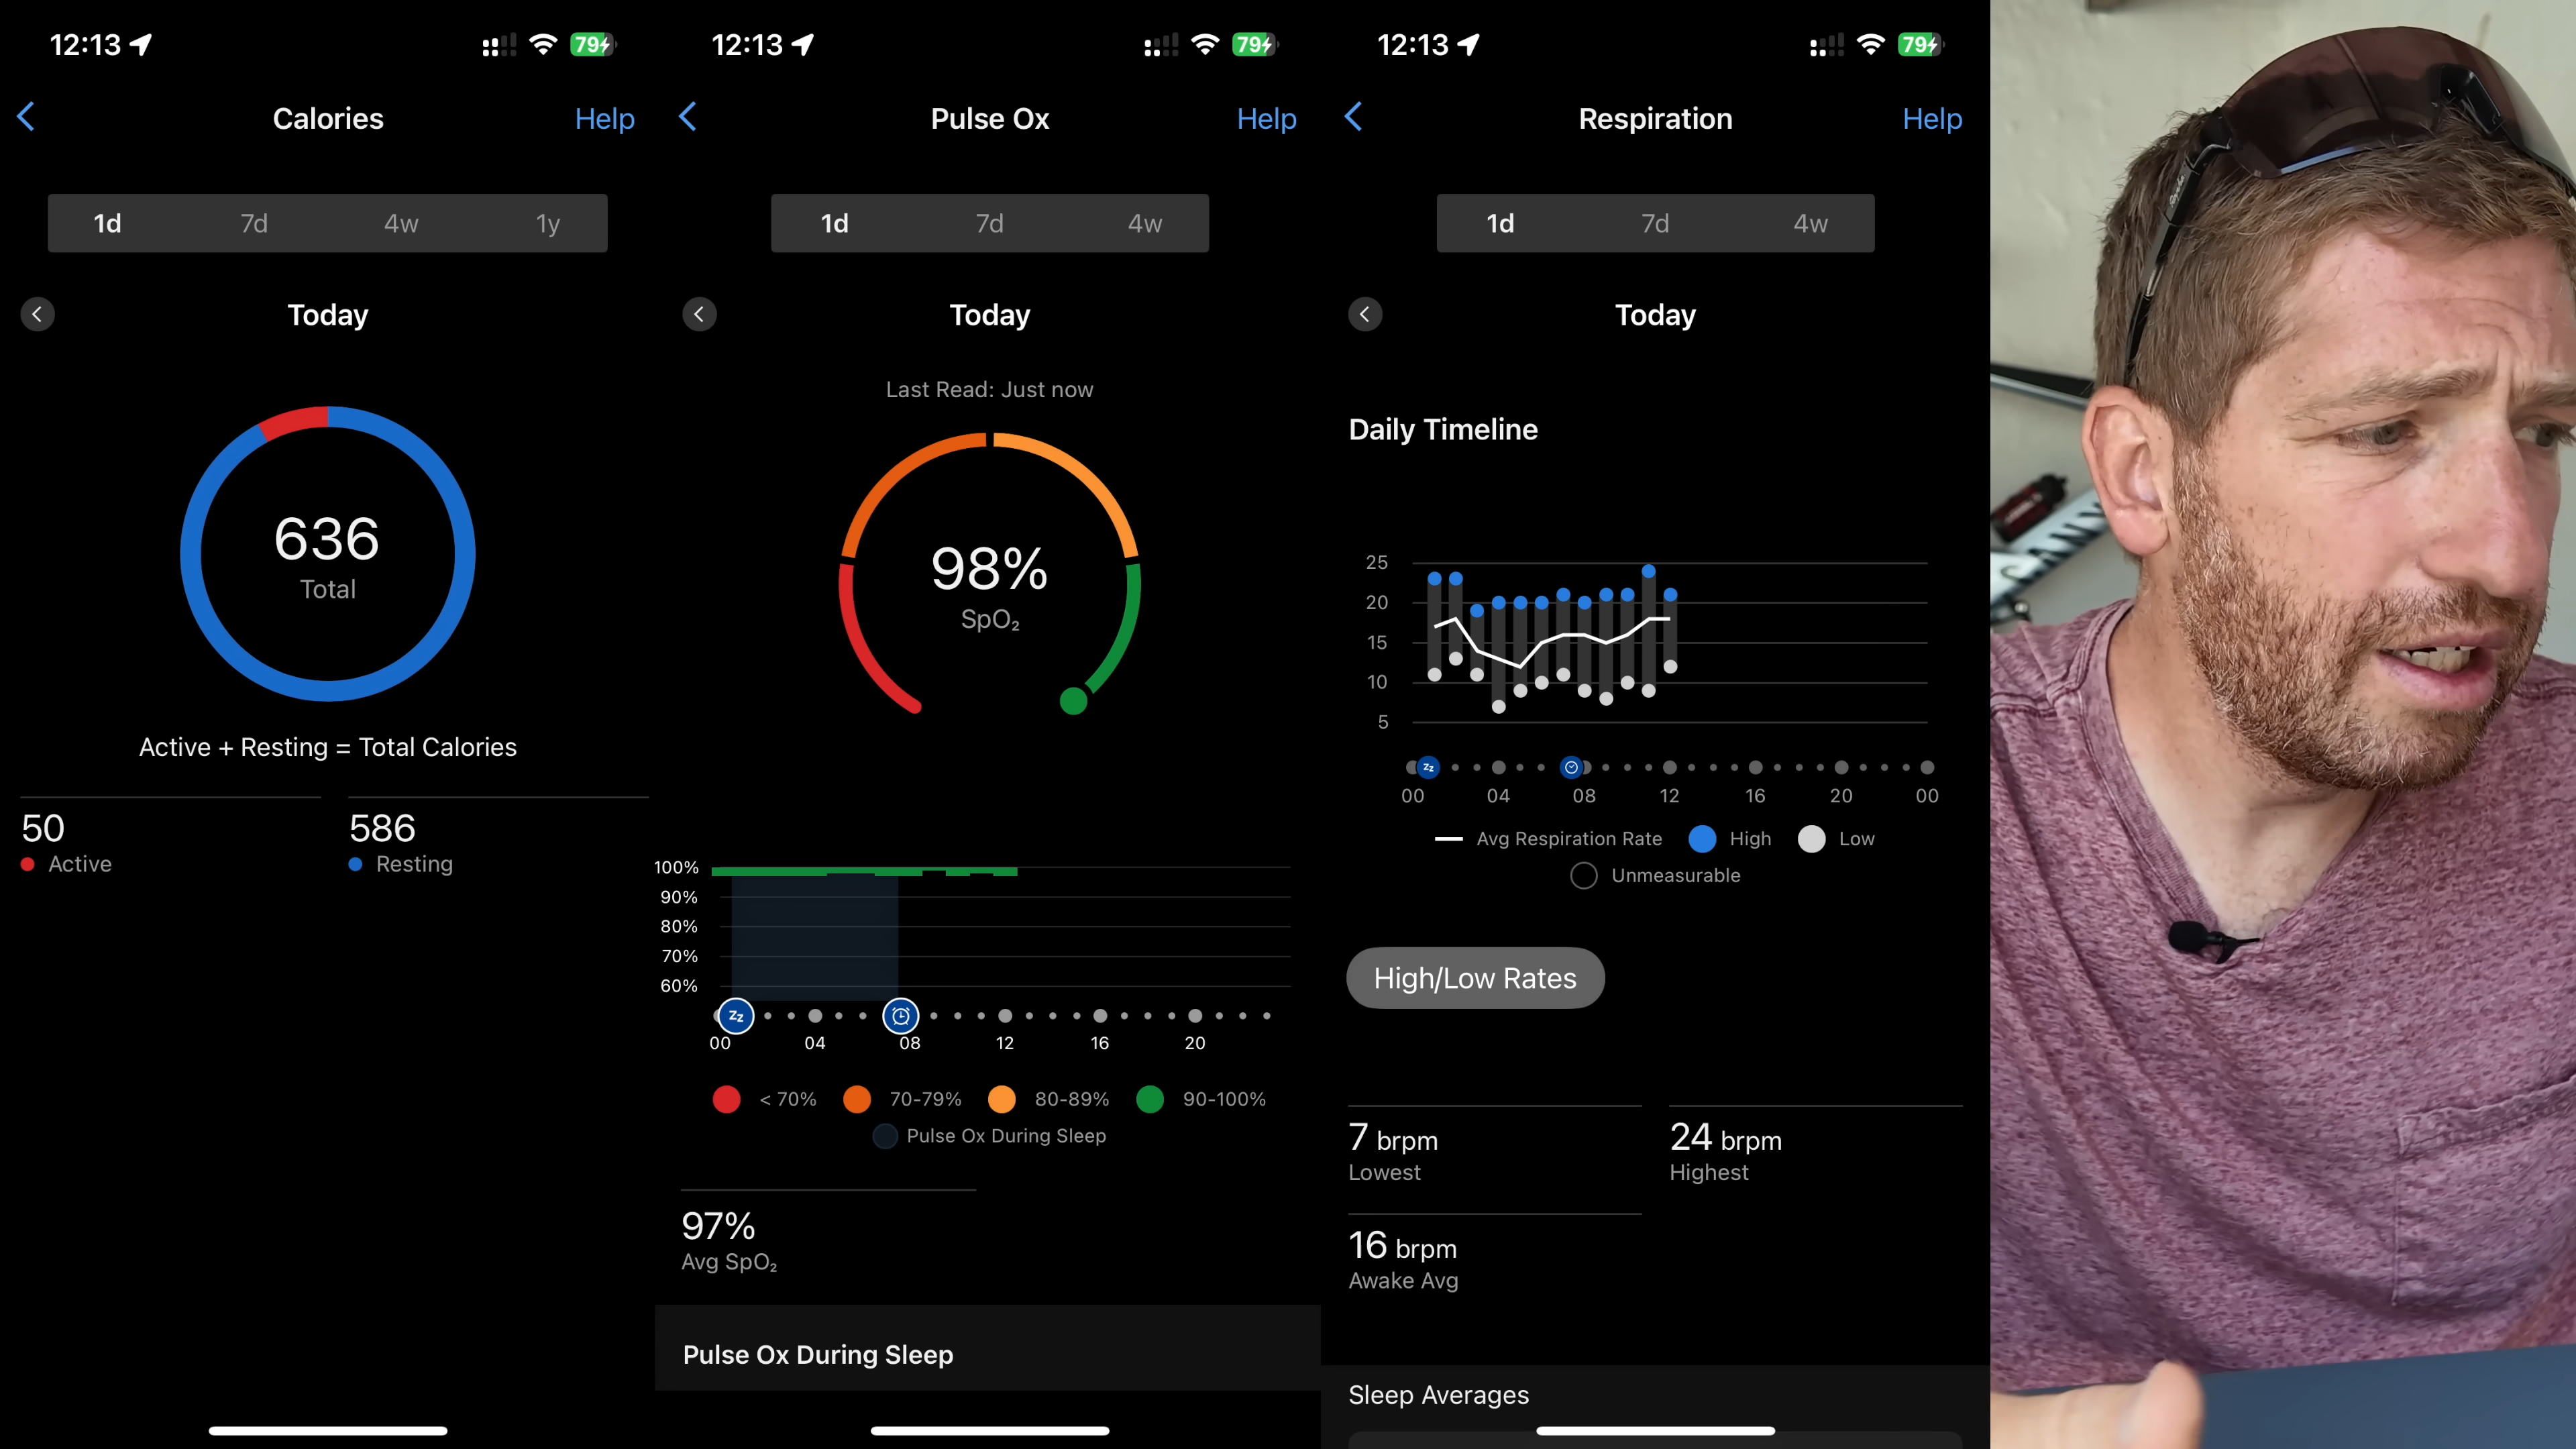 12:13
79
Calories
Help
1d 7d 4w 1y
Today
636
Total
Active + Resting = Total Calories
50
Active
586
Resting
12:13
79
Pulse Ox
Help
1d 7d 4w
Today
Last Read: Just now
98%
SpO₂
100%
90%
80%
70%
60%
Zz
00 04 08 12 16 20
< 70% 70-79% 80-89% 90-100%
Pulse Ox During Sleep
97%
Avg SpO₂
Pulse Ox During Sleep
12:13
79
Respiration
Help
1d 7d 4w
Today
Daily Timeline
25
20
15
10
5
Zz
00 04 08 12 16 20 00
Avg Respiration Rate High Low
Unmeasurable
High/Low Rates
7 brpm
Lowest
24 brpm
Highest
16 brpm
Awake Avg
Sleep Averages